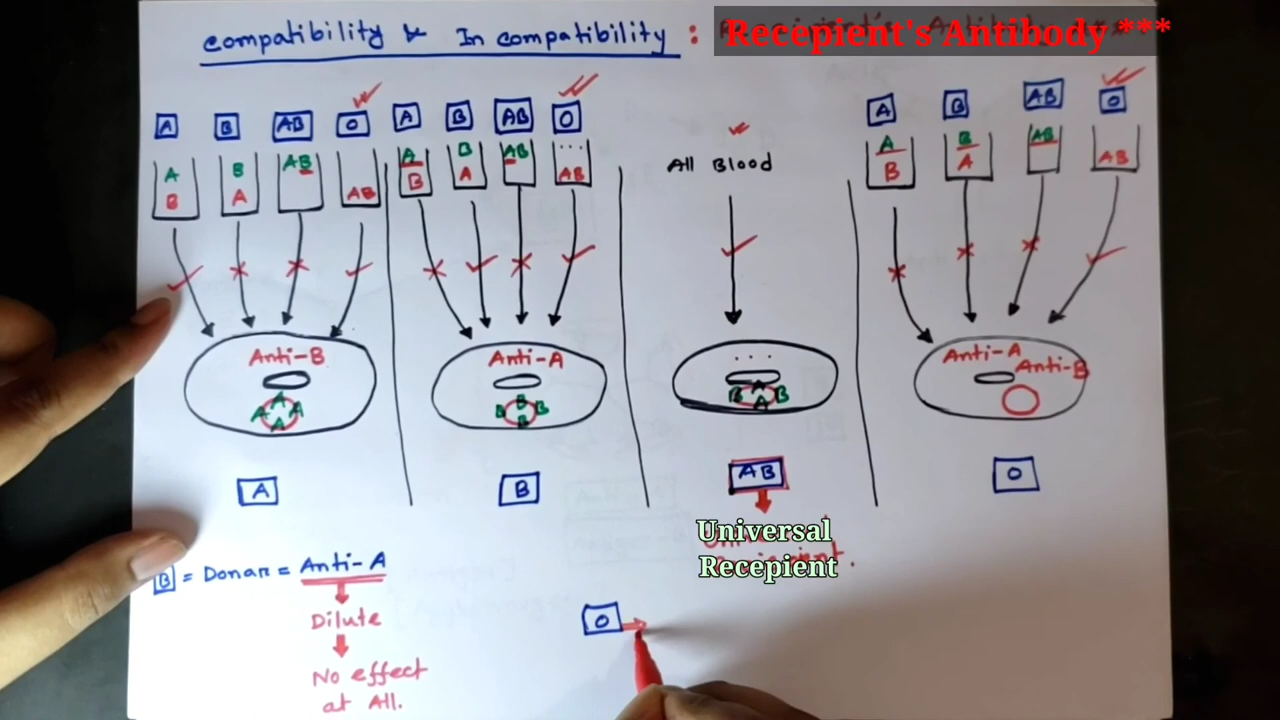 Compatibility & In compatibility :
Recepient's Antibody ***
A B AB O A B AB O
A B AB O
A B AB A B AB ...
B A AB B A AB
All Blood
A B AB
B A AB
Anti-B
A A A A
Anti-A
B B B B
...
B A B A
Anti-A
Anti-B
A
B
AB
O
Universal
Recepient
B = Donar = Anti-A
Dilute
No effect
at All.
O